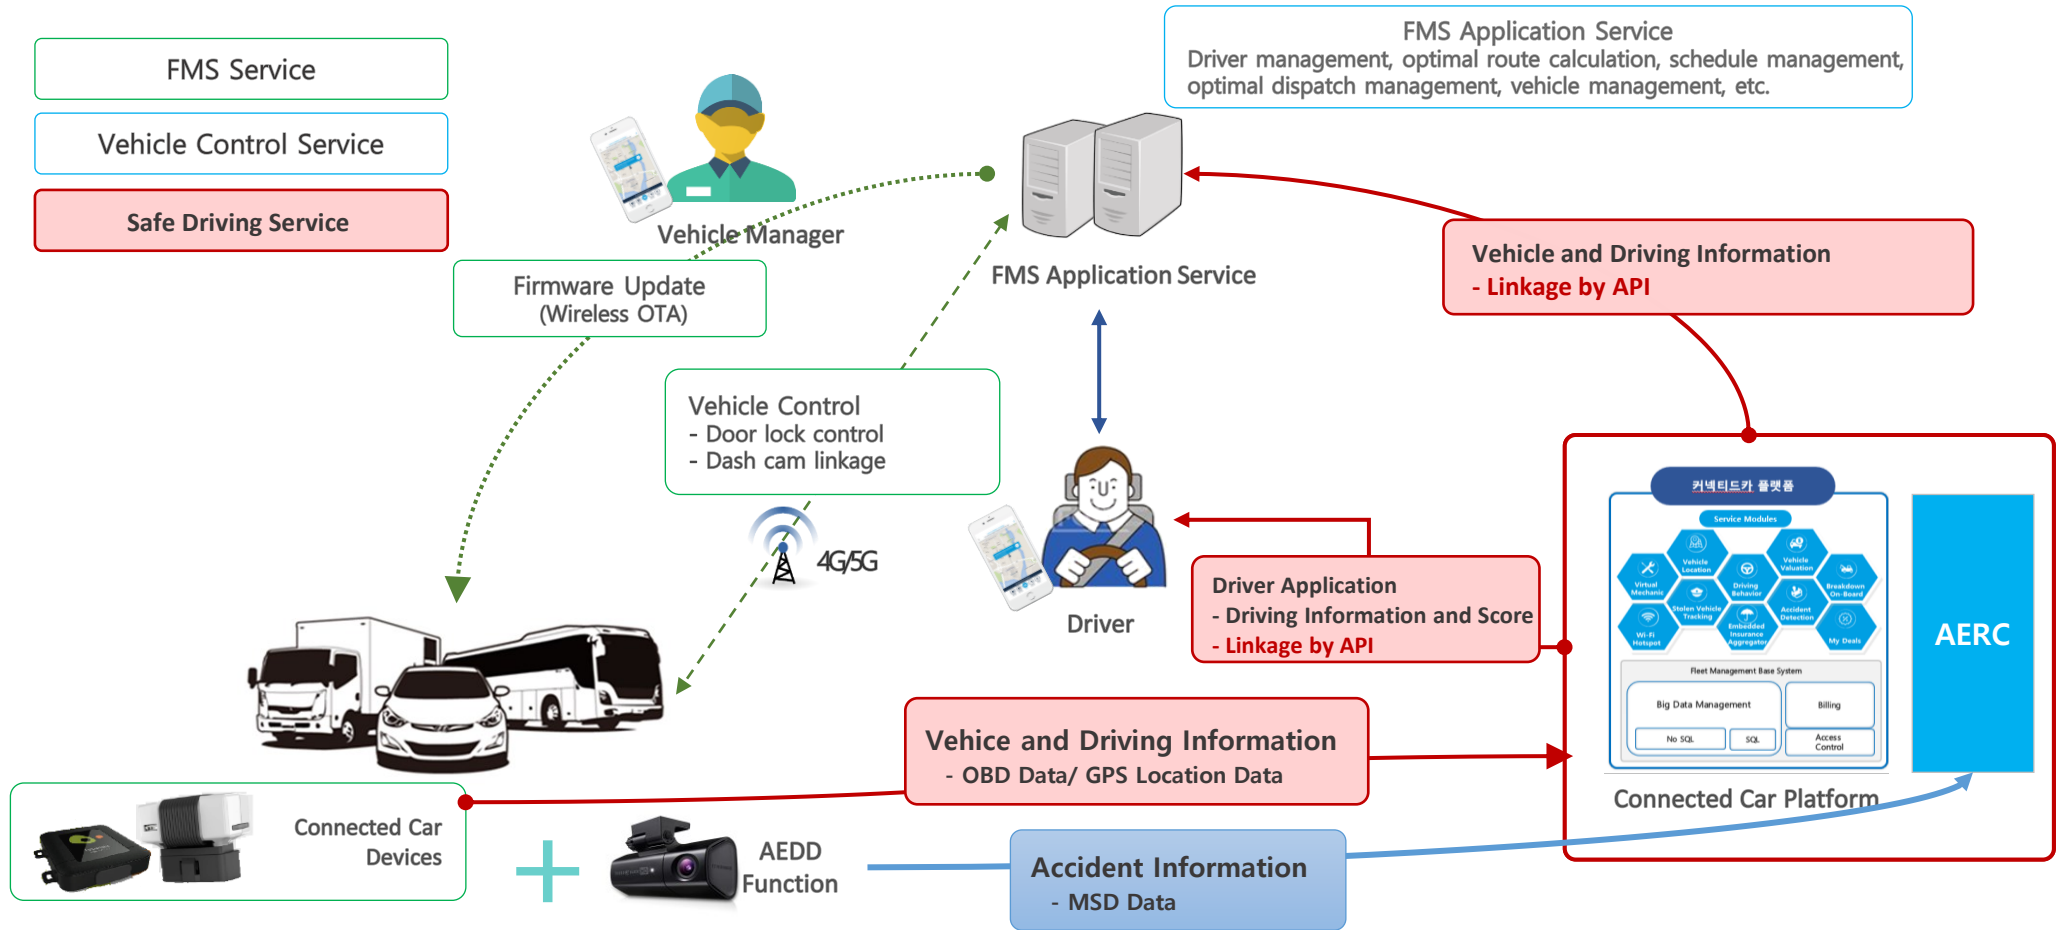 FMS Service
Vehicle Control Service
Safe Driving Service
FMS Application Service
Driver management, optimal route calculation, schedule management,
optimal dispatch management, vehicle management, etc.
Vehicle Manager
FMS Application Service
Firmware Update
(Wireless OTA)
Vehicle and Driving Information
- Linkage by API
Vehicle Control
- Door lock control
- Dash cam linkage
4G/5G
Driver
Driver Application
- Driving Information and Score
- Linkage by API
커넥티드카 플랫폼
Service Modules
Vehicle
Location
Vehicle
Valuation
Virtual
Mechanic
Driving
Behavior
Breakdown
On-Board
Stolen Vehicle
Tracking
Accident
Detection
Wi-Fi
Hotspot
Embedded
Insurance
Aggregator
My Deals
Fleet Management Base System
Big Data Management
Billing
No SQL
SQL
Access
Control
AERC
Connected Car Platform
Vehice and Driving Information
- OBD Data/ GPS Location Data
Connected Car
Devices
AEDD
Function
Accident Information
- MSD Data